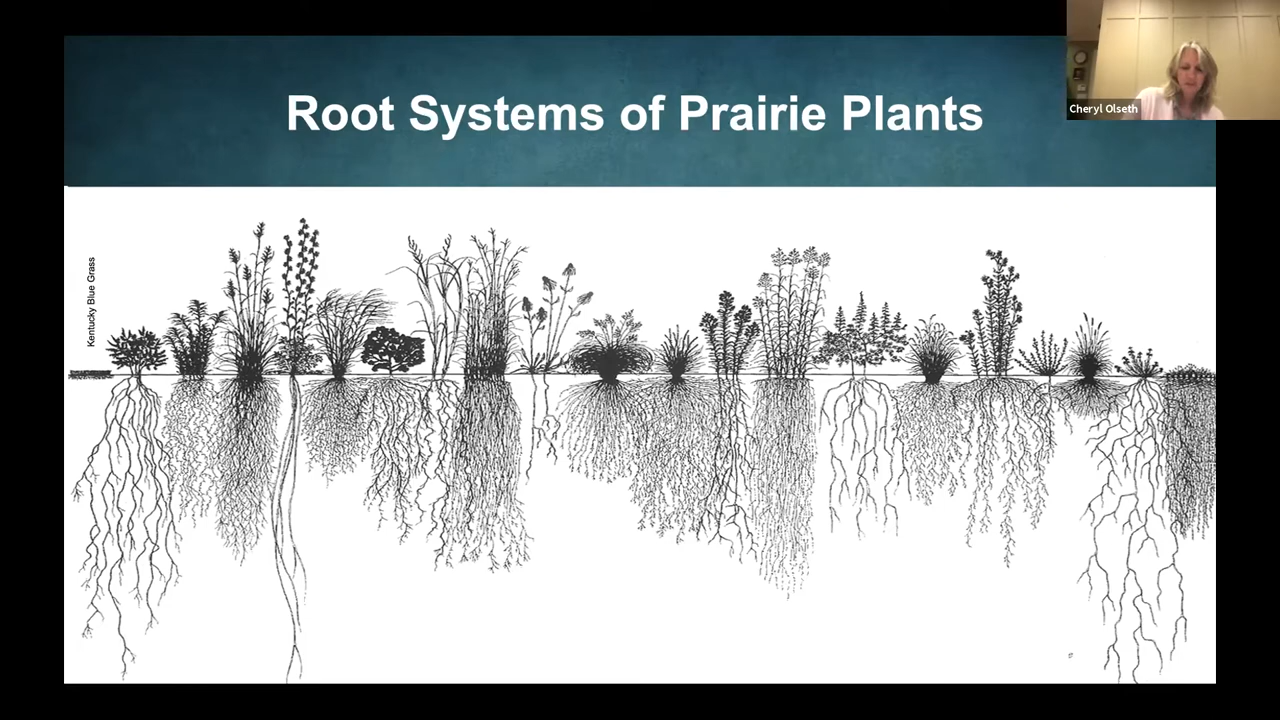 Root Systems of Prairie Plants
Cheryl Olseth
Kentucky Blue Grass